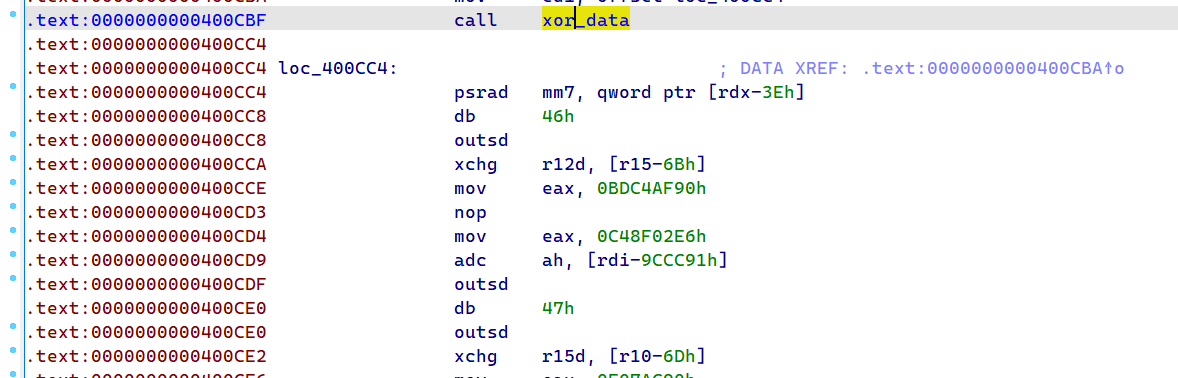 .text:0000000000400CBF call xor_data
.text:0000000000400CC4
.text:0000000000400CC4 loc_400CC4: ; DATA XREF: .text:0000000000400CBA↑o
.text:0000000000400CC4 psrad mm7, qword ptr [rdx-3Eh]
.text:0000000000400CC8 db 46h
.text:0000000000400CC8 outsd
.text:0000000000400CCA xchg r12d, [r15-6Bh]
.text:0000000000400CCE mov eax, 0BDC4AF90h
.text:0000000000400CD3 nop
.text:0000000000400CD4 mov eax, 0C48F02E6h
.text:0000000000400CD9 adc ah, [rdi-9CCC91h]
.text:0000000000400CDF outsd
.text:0000000000400CE0 db 47h
.text:0000000000400CE0 outsd
.text:0000000000400CE2 xchg r15d, [r10-6Dh]